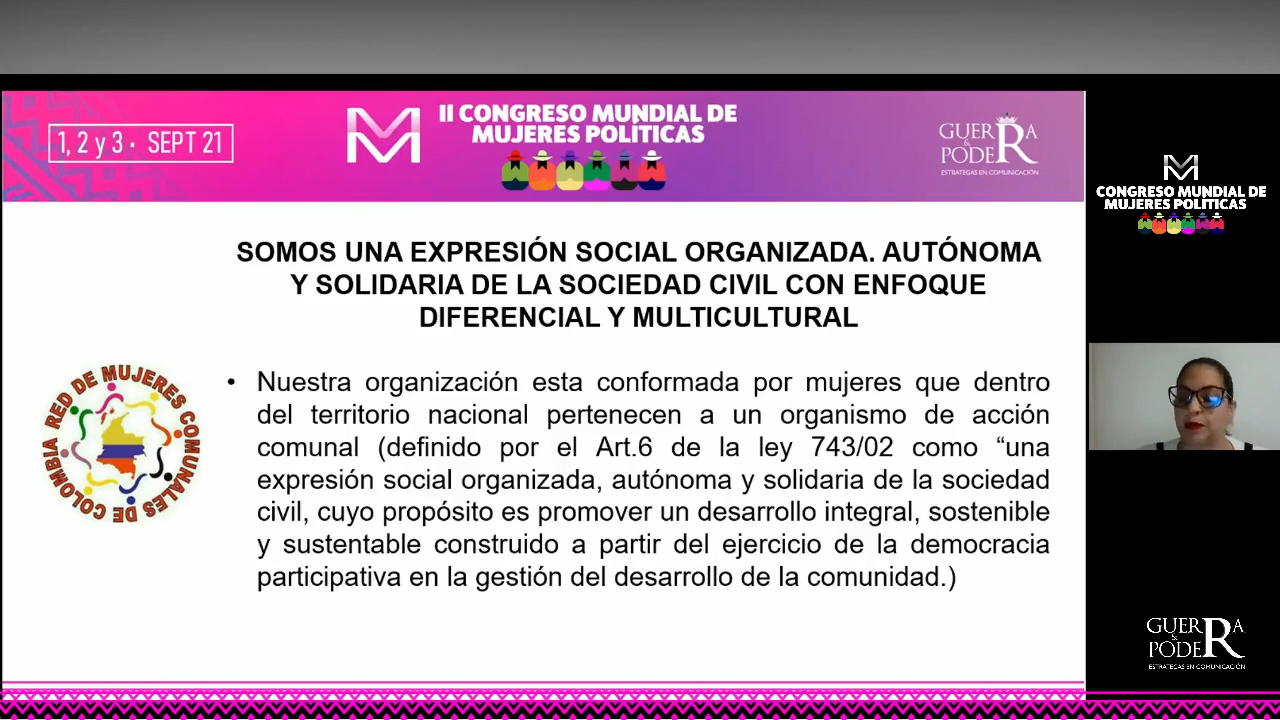 1, 2 y 3 · SEPT 21
II CONGRESO MUNDIAL DE
MUJERES POLÍTICAS
GUERRA
& PODER
ESTRATEGAS EN COMUNICACIÓN
CONGRESO MUNDIAL DE
MUJERES POLÍTICAS
SOMOS UNA EXPRESIÓN SOCIAL ORGANIZADA. AUTÓNOMA
Y SOLIDARIA DE LA SOCIEDAD CIVIL CON ENFOQUE
DIFERENCIAL Y MULTICULTURAL
RED DE MUJERES COMUNALES DE COLOMBIA
• Nuestra organización esta conformada por mujeres que dentro
del territorio nacional pertenecen a un organismo de acción
comunal (definido por el Art.6 de la ley 743/02 como “una
expresión social organizada, autónoma y solidaria de la sociedad
civil, cuyo propósito es promover un desarrollo integral, sostenible
y sustentable construido a partir del ejercicio de la democracia
participativa en la gestión del desarrollo de la comunidad.)
GUERRA
& PODER
ESTRATEGAS EN COMUNICACIÓN